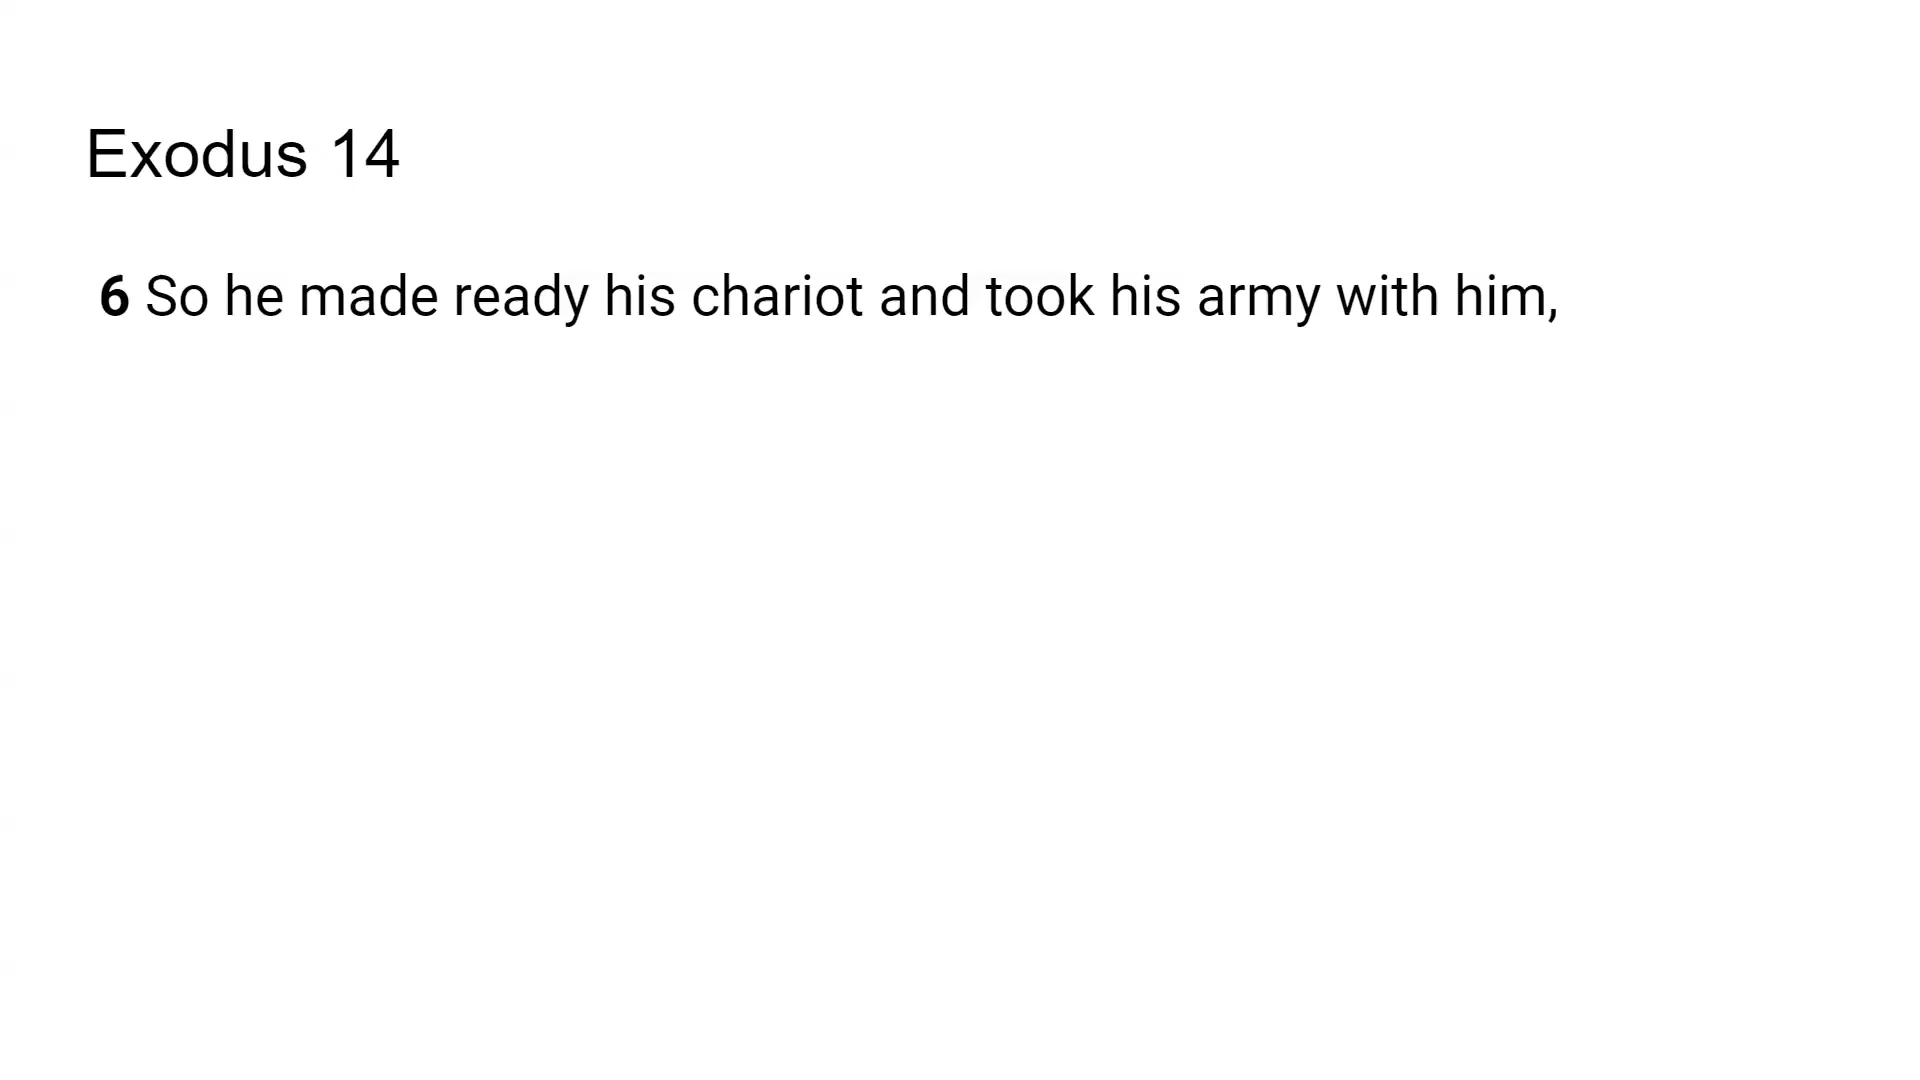 Exodus 14
6 So he made ready his chariot and took his army with him,